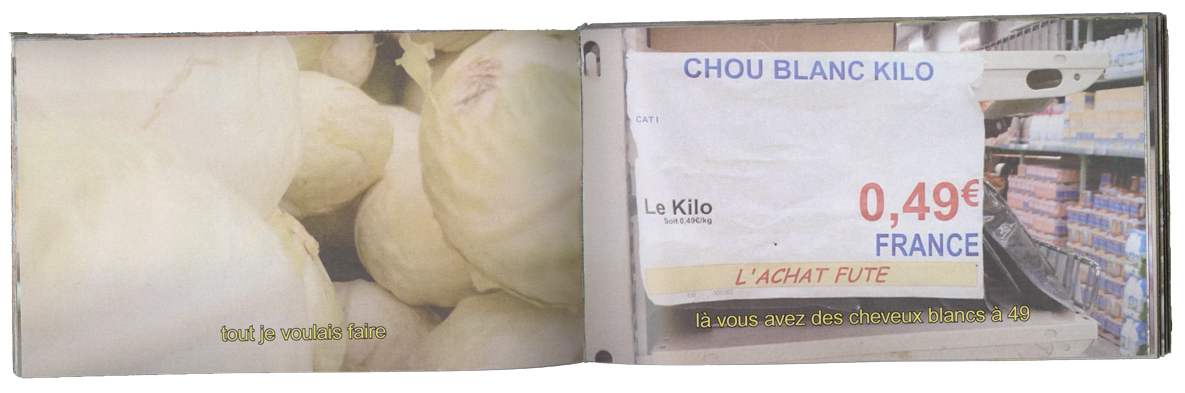 tout je voulais faire
CHOU BLANC KILO
CAT I
Le Kilo
Soit 0,49€/kg
0,49€
FRANCE
L'ACHAT FUTE
là vous avez des cheveux blancs à 49